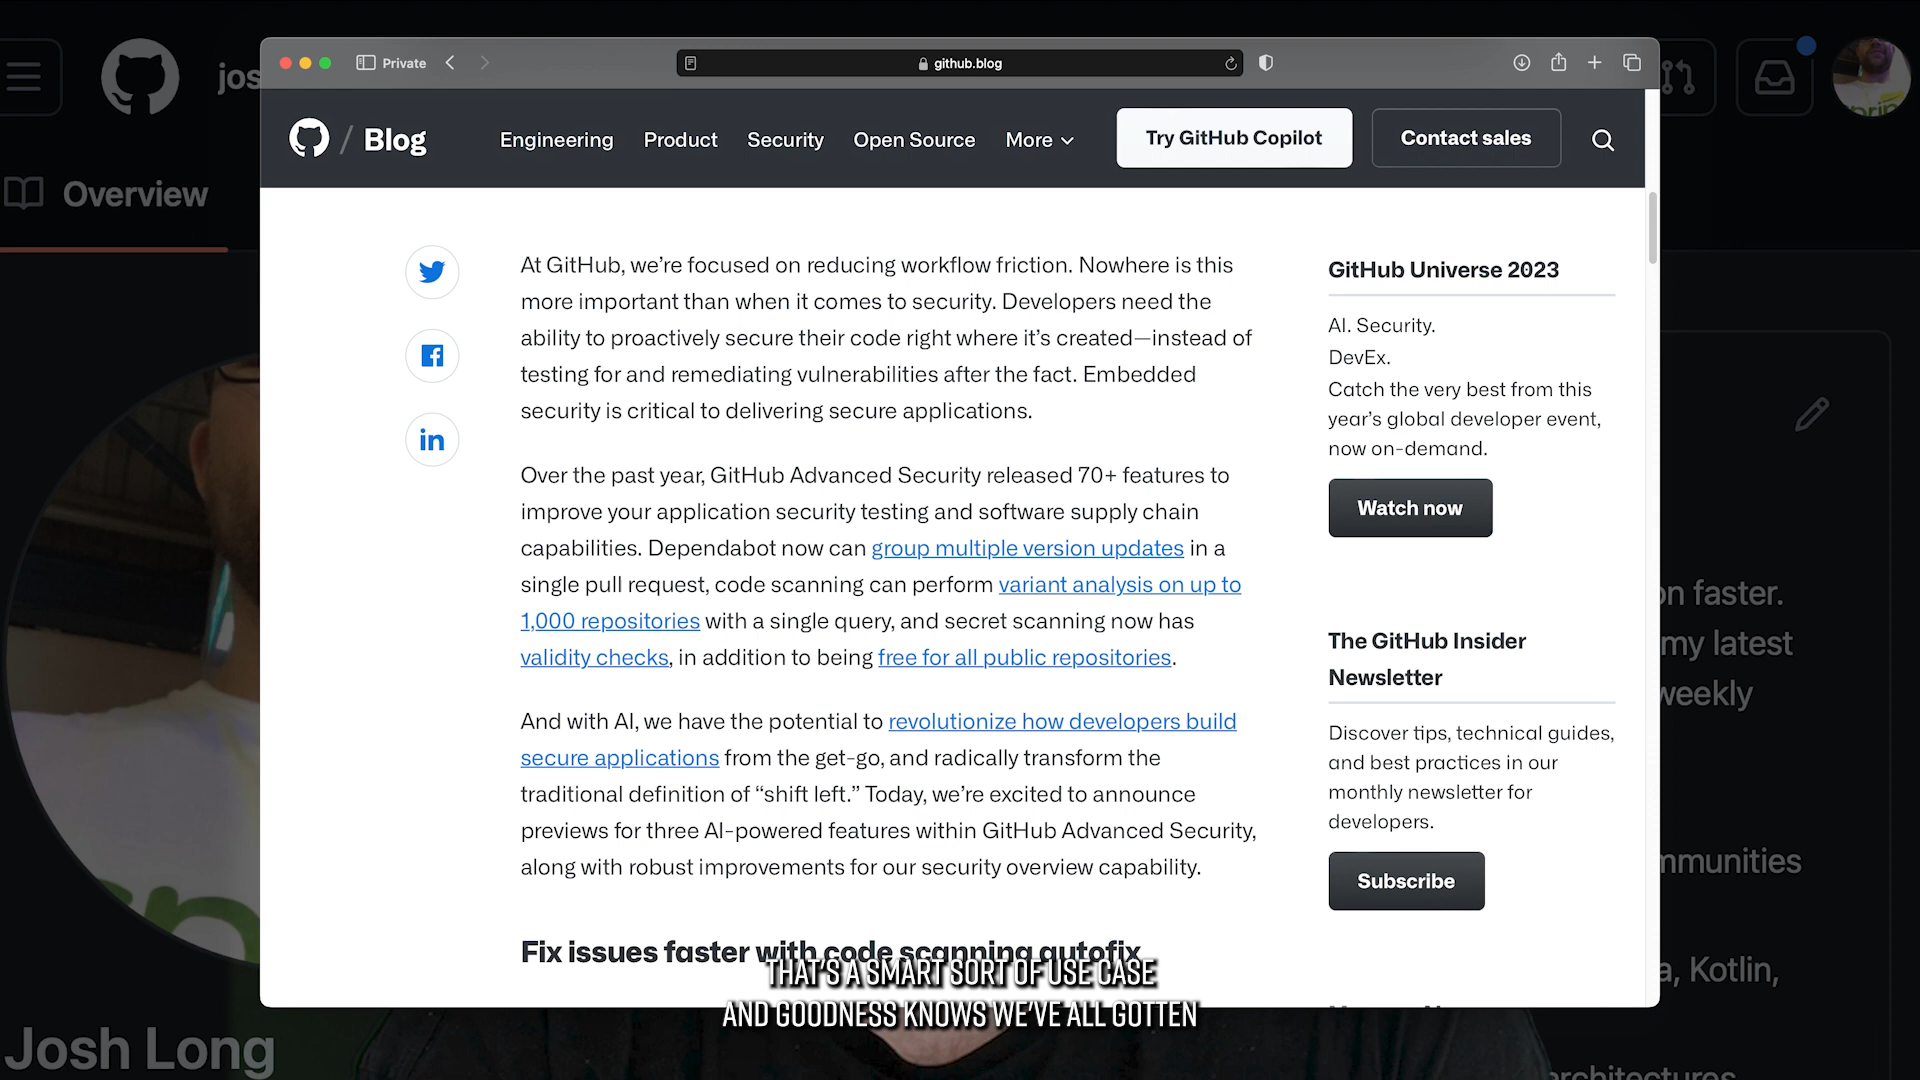 Private
github.blog
jos
Blog
Engineering Product Security Open Source More
Try GitHub Copilot
Contact sales
Overview
At GitHub, we’re focused on reducing workflow friction. Nowhere is this
more important than when it comes to security. Developers need the
ability to proactively secure their code right where it’s created—instead of
testing for and remediating vulnerabilities after the fact. Embedded
security is critical to delivering secure applications.
Over the past year, GitHub Advanced Security released 70+ features to
improve your application security testing and software supply chain
capabilities. Dependabot now can group multiple version updates in a
single pull request, code scanning can perform variant analysis on up to
1,000 repositories with a single query, and secret scanning now has
validity checks, in addition to being free for all public repositories.
And with AI, we have the potential to revolutionize how developers build
secure applications from the get-go, and radically transform the
traditional definition of “shift left.” Today, we’re excited to announce
previews for three AI-powered features within GitHub Advanced Security,
along with robust improvements for our security overview capability.
Fix issues faster with code scanning autofix
GitHub Universe 2023
AI. Security.
DevEx.
Catch the very best from this
year’s global developer event,
now on-demand.
Watch now
The GitHub Insider
Newsletter
Discover tips, technical guides,
and best practices in our
monthly newsletter for
developers.
Subscribe
on faster.
my latest
weekly
mmunities
a, Kotlin,
architectures
THAT'S A SMART SORT OF USE CASE
AND GOODNESS KNOWS WE'VE ALL GOTTEN
Josh Long